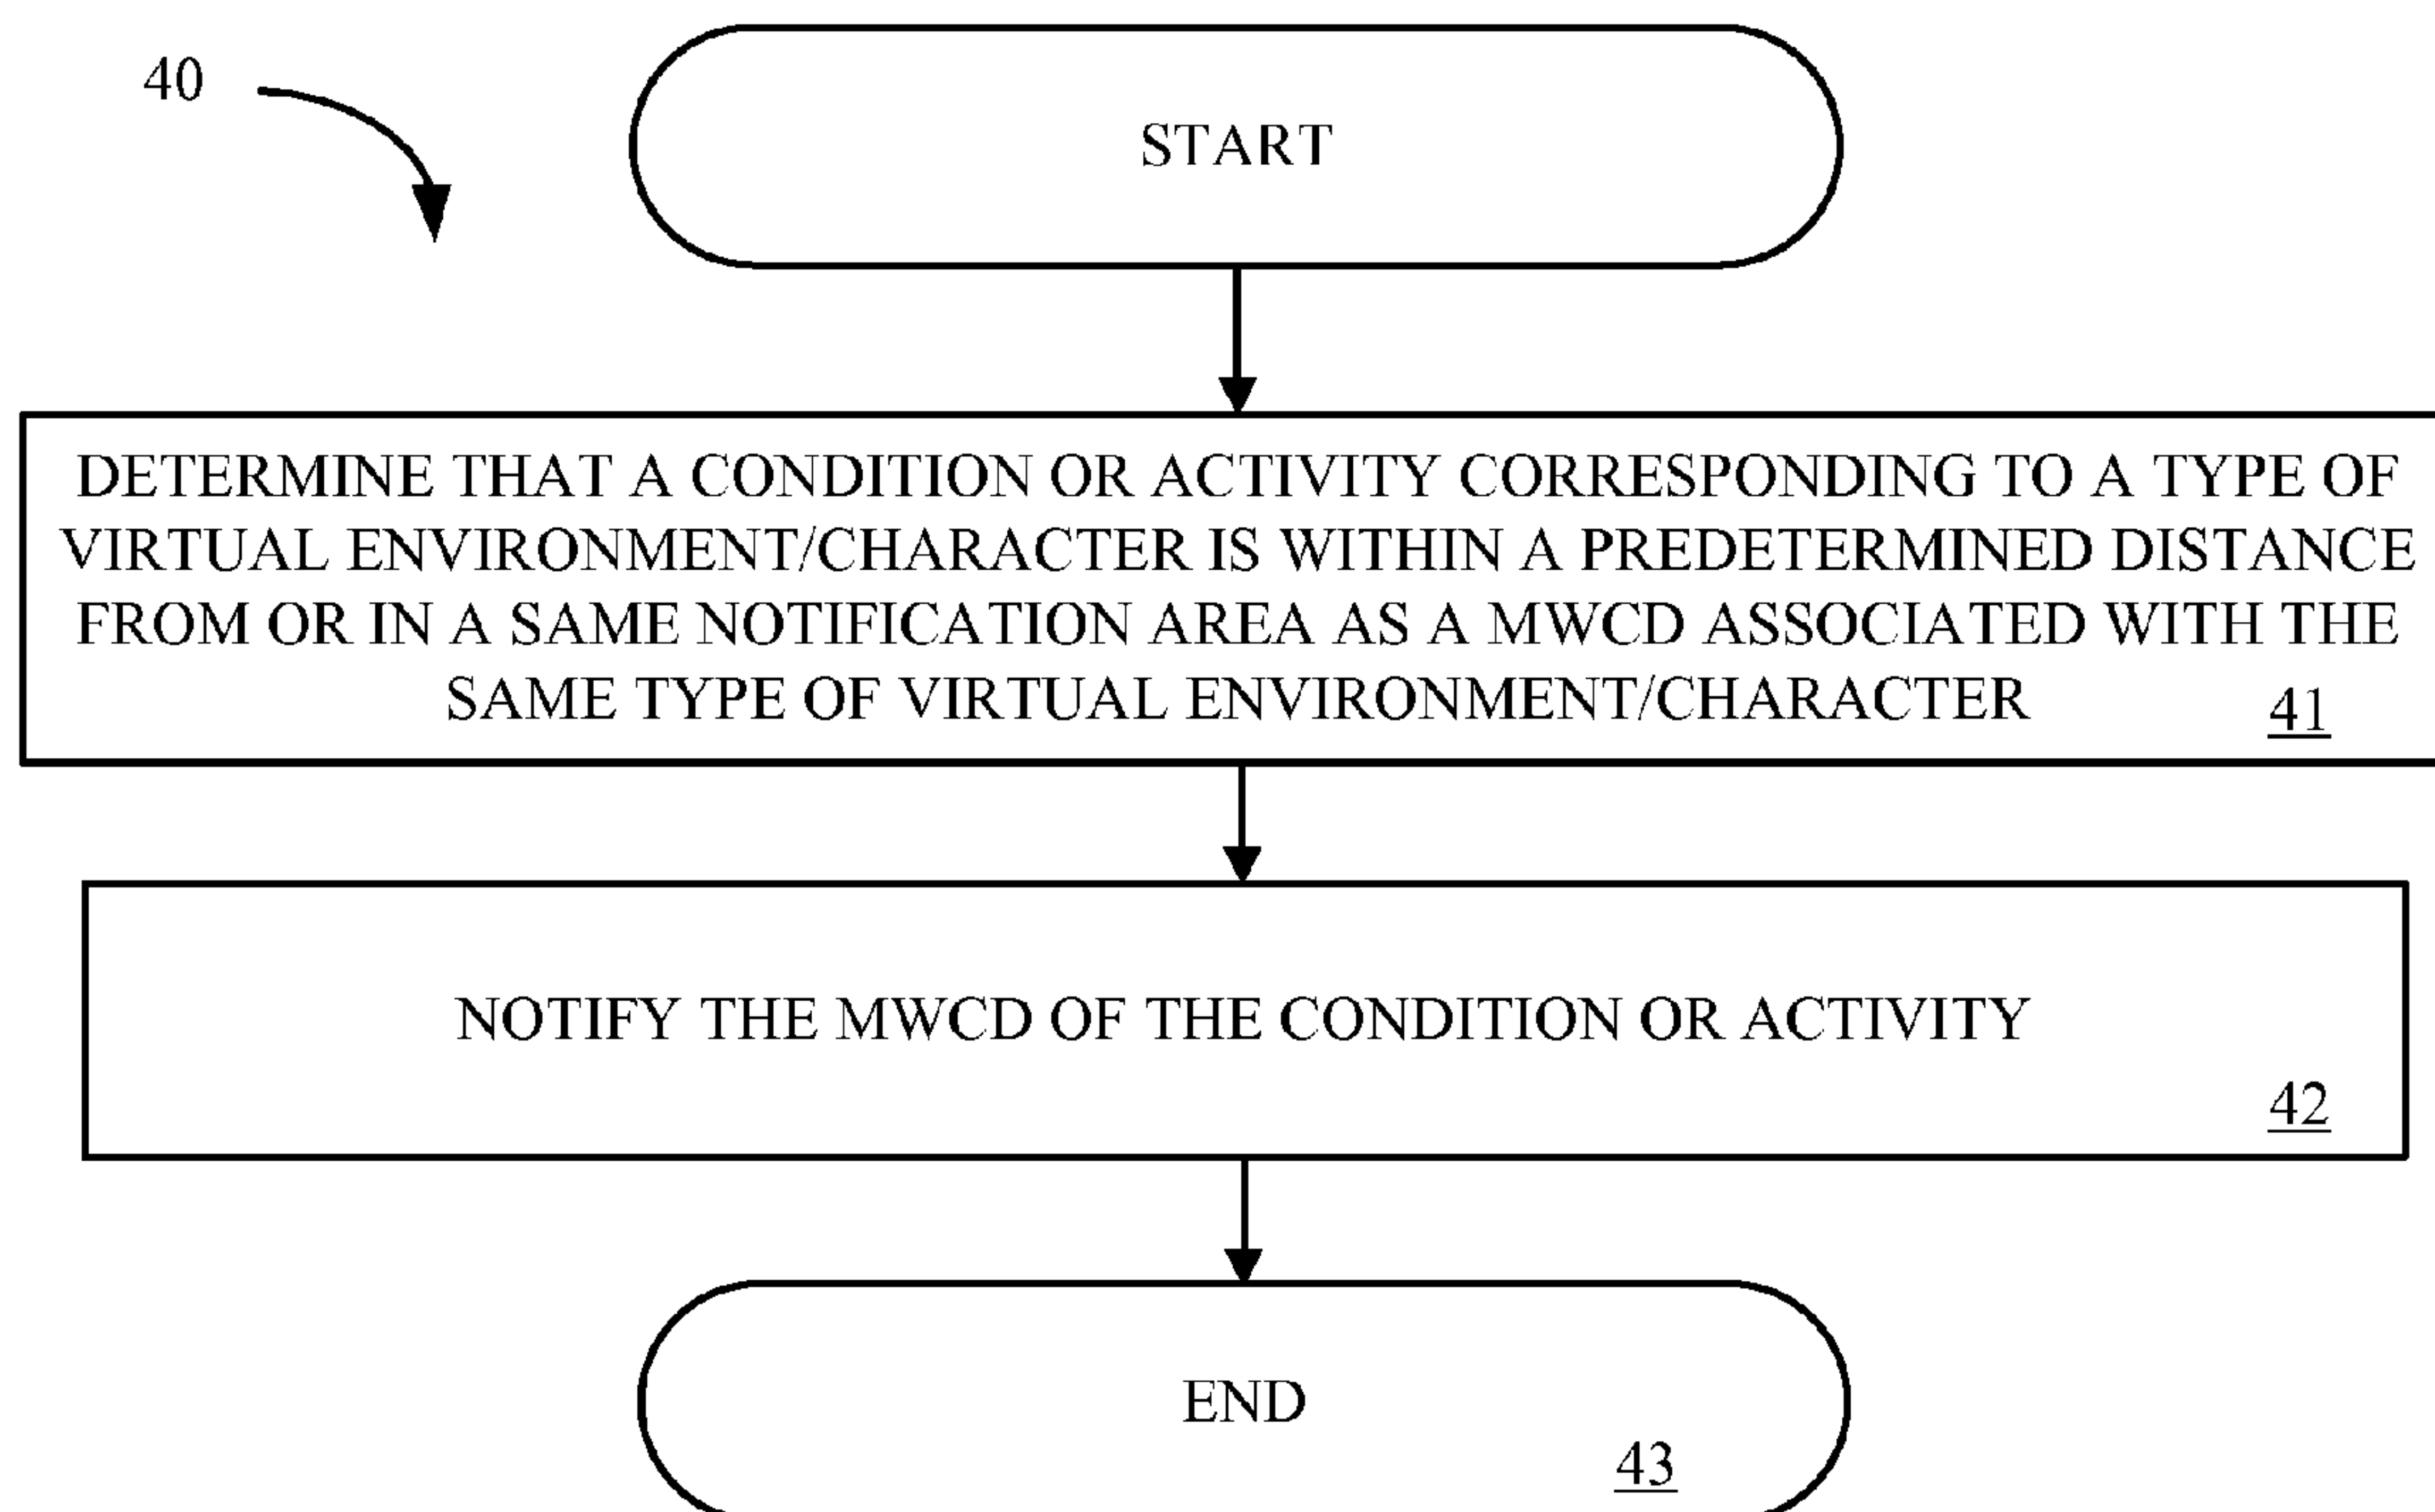 40
START
DETERMINE THAT A CONDITION OR ACTIVITY CORRESPONDING TO A TYPE OF
VIRTUAL ENVIRONMENT/CHARACTER IS WITHIN A PREDETERMINED DISTANCE
FROM OR IN A SAME NOTIFICATION AREA AS A MWCD ASSOCIATED WITH THE
SAME TYPE OF VIRTUAL ENVIRONMENT/CHARACTER
41
NOTIFY THE MWCD OF THE CONDITION OR ACTIVITY
42
END
43